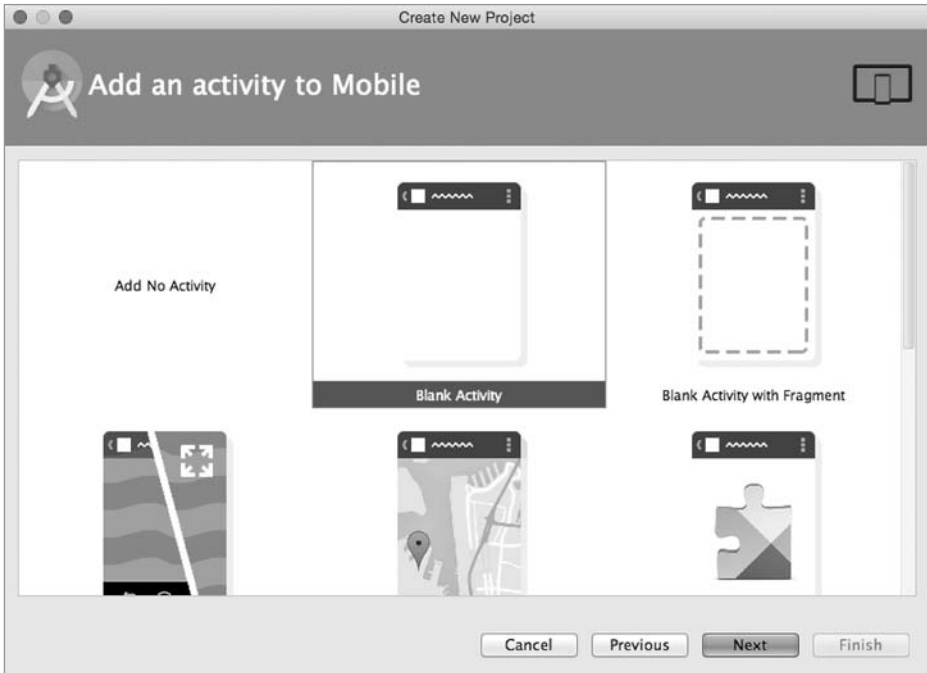 Create New Project
Add an activity to Mobile
Add No Activity
Blank Activity
Blank Activity with Fragment
Cancel
Previous
Next
Finish